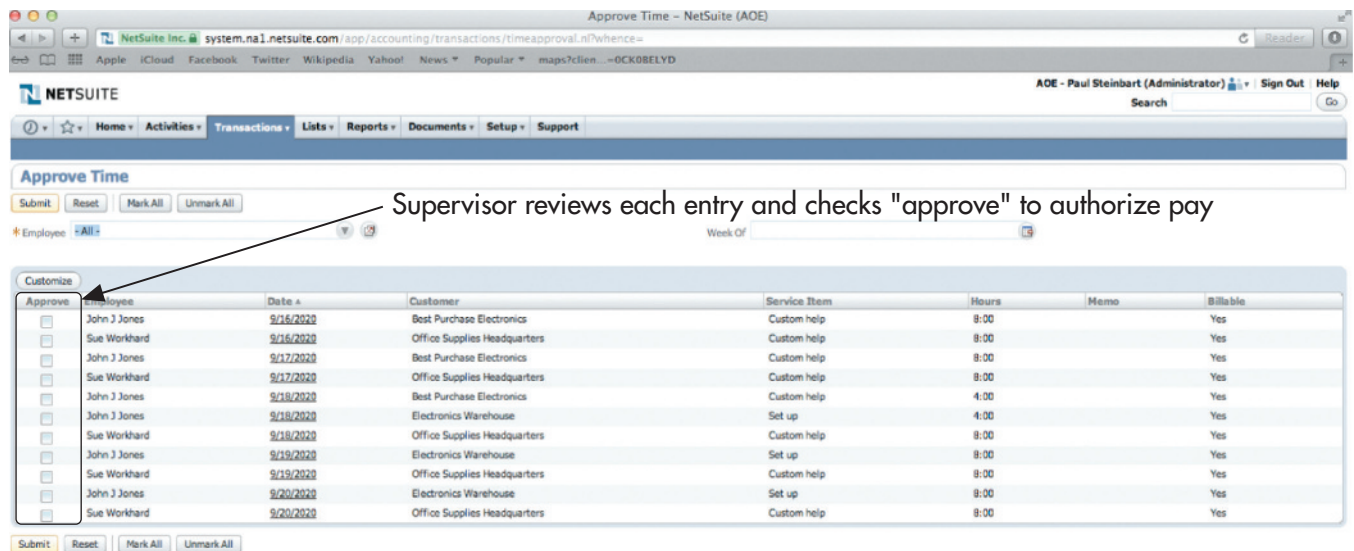 Approve Time – NetSuite (AOE)
NetSuite Inc. system.na1.netsuite.com/app/accounting/transactions/timeapproval.nl?whence= Reader
Apple iCloud Facebook Twitter Wikipedia Yahoo! News Popular maps?clien...=0CK0BELYD
NETSUITE
AOE - Paul Steinbart (Administrator) Sign Out Help
Search Go
Home Activities Transactions Lists Reports Documents Setup Support
Approve Time
Submit Reset Mark All Unmark All
Supervisor reviews each entry and checks "approve" to authorize pay
* Employee - All - Week Of
Customize
Approve Employee Date Customer Service Item Hours Memo Billable
John J Jones 9/16/2020 Best Purchase Electronics Custom help 8:00 Yes
Sue Workhard 9/16/2020 Office Supplies Headquarters Custom help 8:00 Yes
John J Jones 9/17/2020 Best Purchase Electronics Custom help 8:00 Yes
Sue Workhard 9/17/2020 Office Supplies Headquarters Custom help 8:00 Yes
John J Jones 9/18/2020 Best Purchase Electronics Custom help 4:00 Yes
John J Jones 9/18/2020 Electronics Warehouse Set up 4:00 Yes
Sue Workhard 9/18/2020 Office Supplies Headquarters Custom help 8:00 Yes
John J Jones 9/19/2020 Electronics Warehouse Set up 8:00 Yes
Sue Workhard 9/19/2020 Office Supplies Headquarters Custom help 8:00 Yes
John J Jones 9/20/2020 Electronics Warehouse Set up 8:00 Yes
Sue Workhard 9/20/2020 Office Supplies Headquarters Custom help 8:00 Yes
Submit Reset Mark All Unmark All